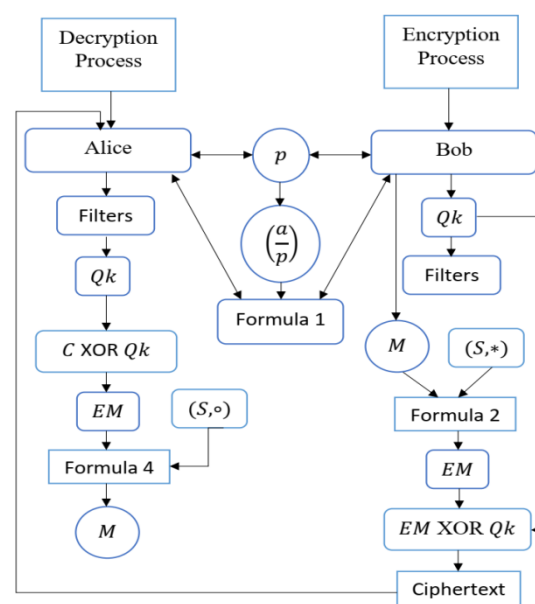 Decryption
Process
Encryption
Process
Alice
p
Bob
Filters
Qk
(a/p)
Qk
Filters
Formula 1
C XOR Qk
M
(S,*)
EM
(S,∘)
Formula 2
Formula 4
EM
M
EM XOR Qk
Ciphertext